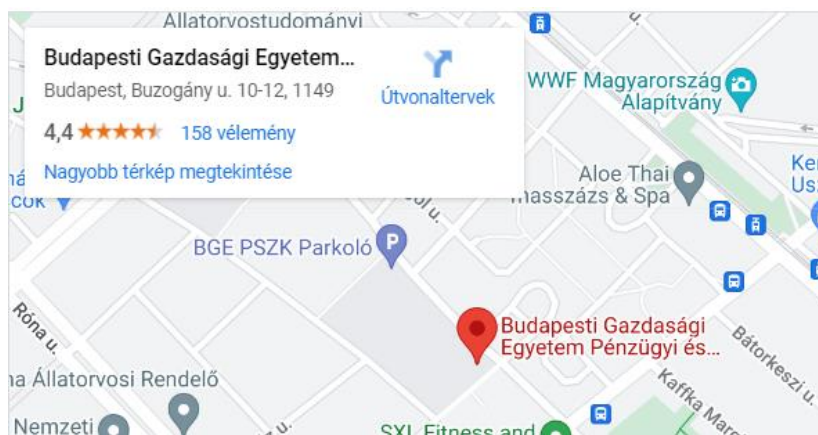 Állatorvostudományi
Budapesti Gazdasági Egyetem...
Budapest, Buzogány u. 10-12, 1149
4,4
158 vélemény
Nagyobb térkép megtekintése
Útvonaltervek
WWF Magyarország
Alapítvány
Aloe Thai
masszázs & Spa
BGE PSZK Parkoló
P
Budapesti Gazdasági
Egyetem Pénzügyi és...
Róna u.
Állatorvosi Rendelő
Bátorkeszi u.
Kaffka
Nemzeti
SXL Fitness and
u.